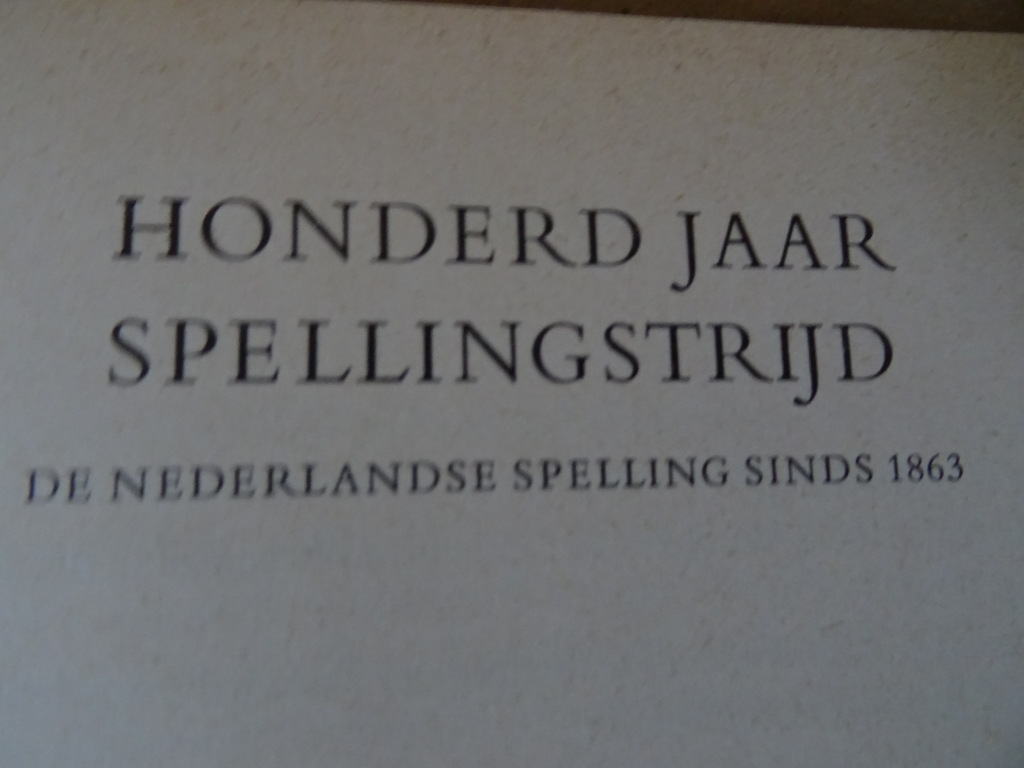 HONDERD JAAR
SPELLINGSTRIJD
DE NEDERLANDSE SPELLING SINDS 1863